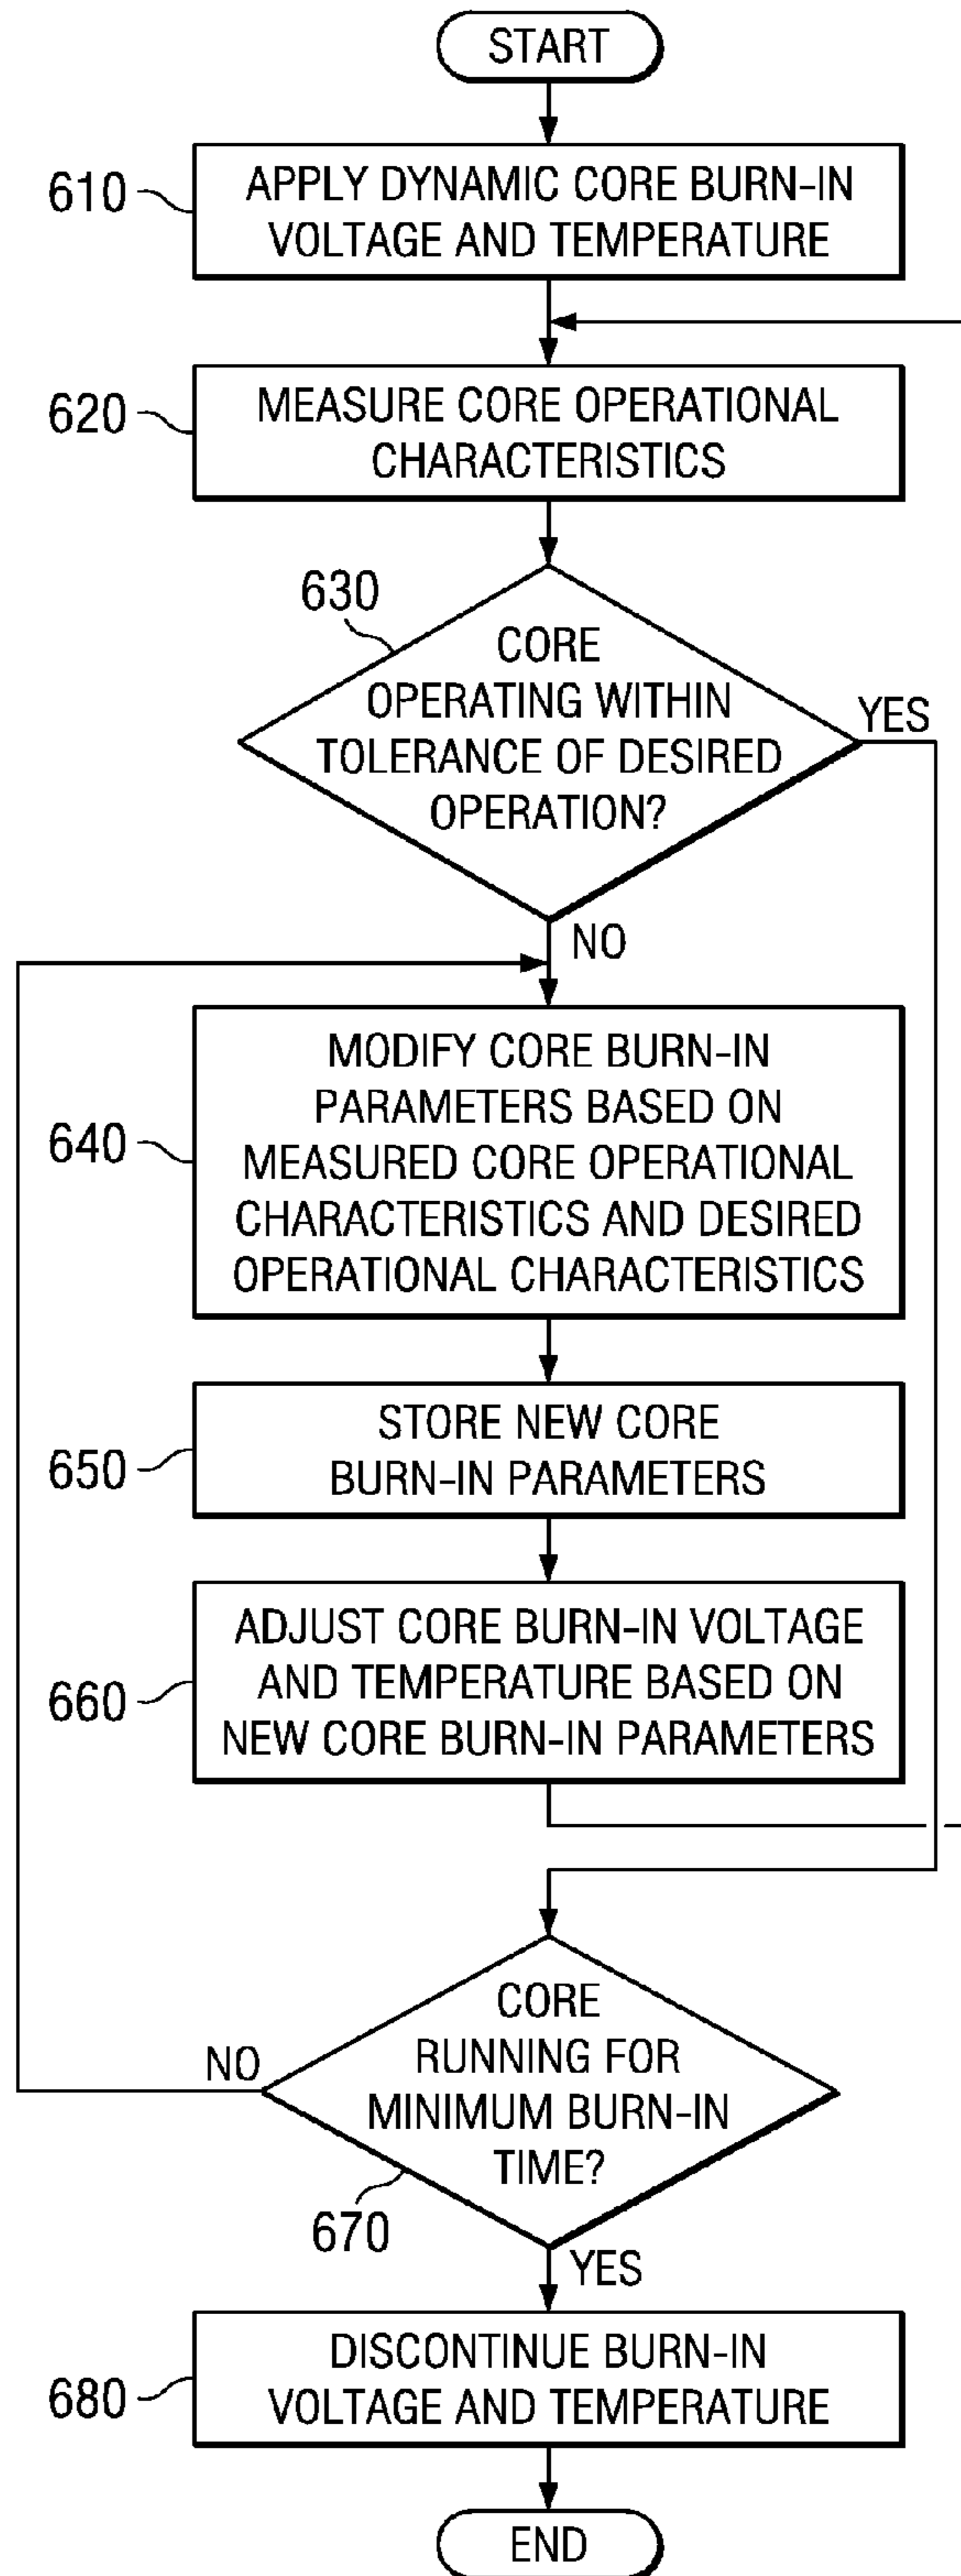 START
610
APPLY DYNAMIC CORE BURN-IN
VOLTAGE AND TEMPERATURE
620
MEASURE CORE OPERATIONAL
CHARACTERISTICS
630
CORE
OPERATING WITHIN
TOLERANCE OF DESIRED
OPERATION?
YES
NO
640
MODIFY CORE BURN-IN
PARAMETERS BASED ON
MEASURED CORE OPERATIONAL
CHARACTERISTICS AND DESIRED
OPERATIONAL CHARACTERISTICS
650
STORE NEW CORE
BURN-IN PARAMETERS
660
ADJUST CORE BURN-IN VOLTAGE
AND TEMPERATURE BASED ON
NEW CORE BURN-IN PARAMETERS
CORE
RUNNING FOR
MINIMUM BURN-IN
TIME?
NO
670
YES
680
DISCONTINUE BURN-IN
VOLTAGE AND TEMPERATURE
END